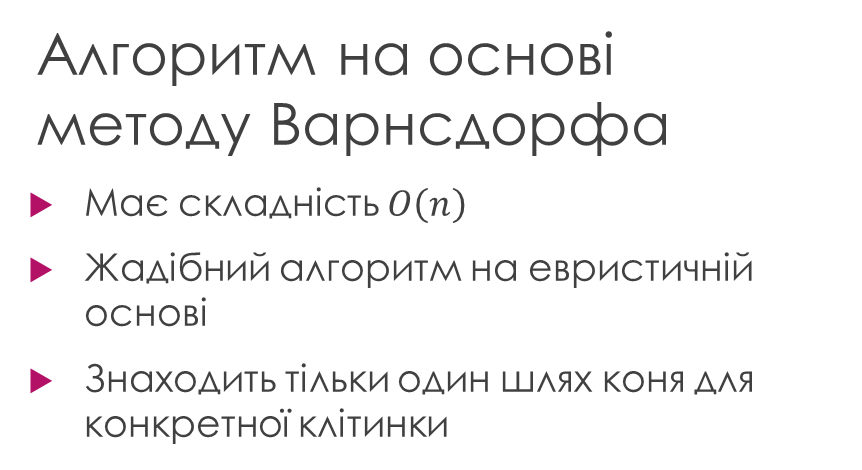 Алгоритм на основі
методу Варнсдорфа
Має складність O(n)
Жадібний алгоритм на евристичній
основі
Знаходить тільки один шлях коня для
конкретної клітинки